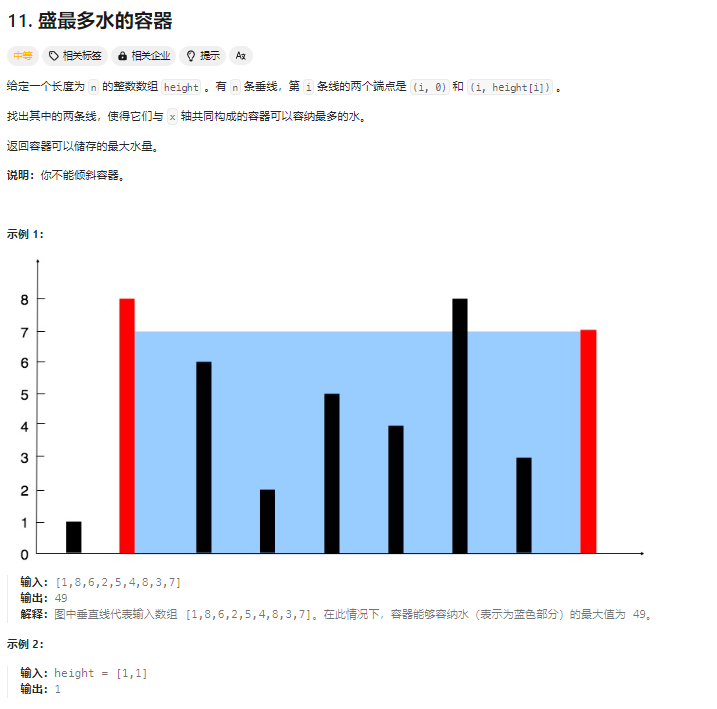 11. 盛最多水的容器
中等 相关标签 相关企业 提示 Aあ
给定一个长度为 n 的整数数组 height 。有 n 条垂线，第 i 条线的两个端点是 (i, 0) 和 (i, height[i]) 。
找出其中的两条线，使得它们与 x 轴共同构成的容器可以容纳最多的水。
返回容器可以储存的最大水量。
说明：你不能倾斜容器。
示例 1：
8
7
6
5
4
3
2
1
0
输入：[1,8,6,2,5,4,8,3,7]
输出：49
解释：图中垂直线代表输入数组 [1,8,6,2,5,4,8,3,7]。在此情况下，容器能够容纳水（表示为蓝色部分）的最大值为 49。
示例 2：
输入：height = [1,1]
输出：1